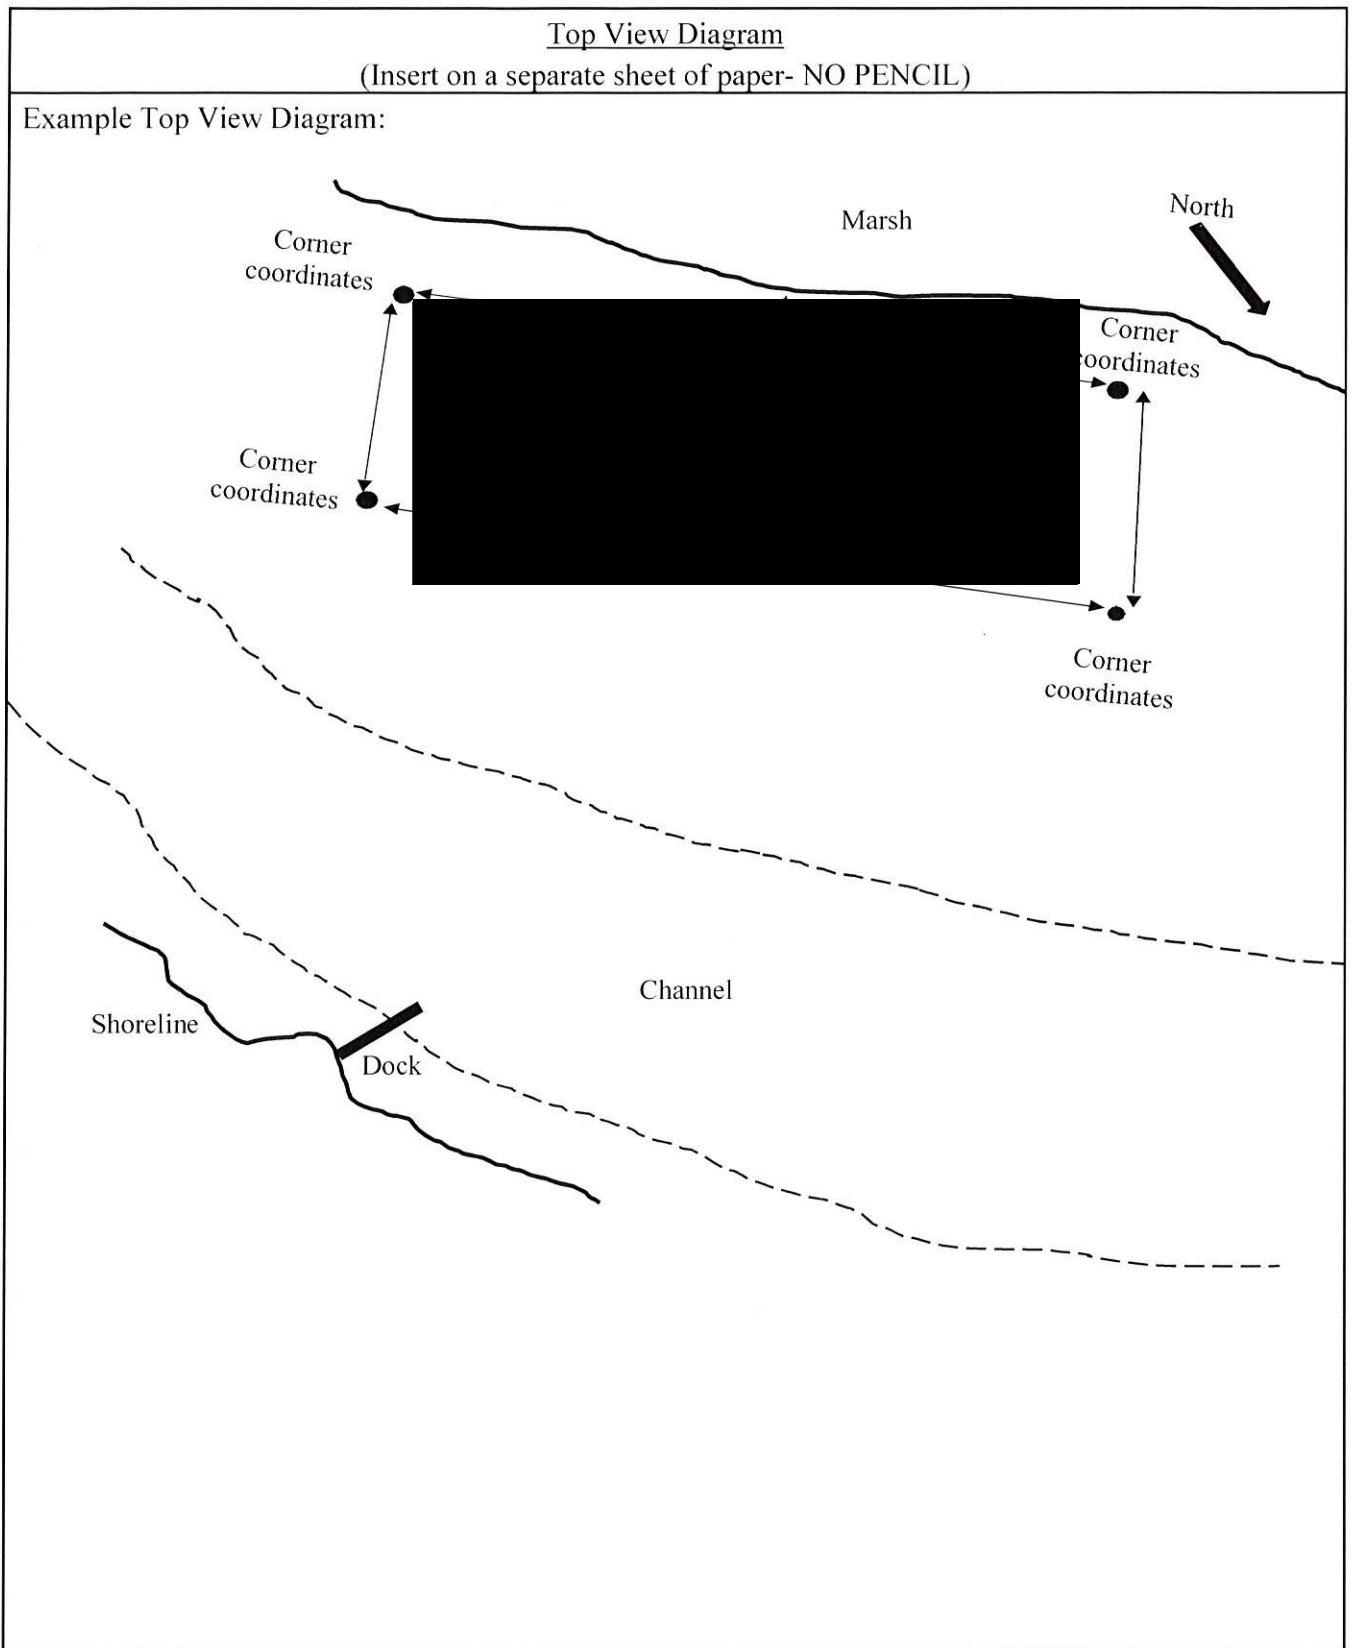 Top View Diagram
(Insert on a separate sheet of paper- NO PENCIL)
Example Top View Diagram:
Marsh
North
Corner
coordinates
Corner
coordinates
Corner
coordinates
Corner
coordinates
Channel
Shoreline
Dock